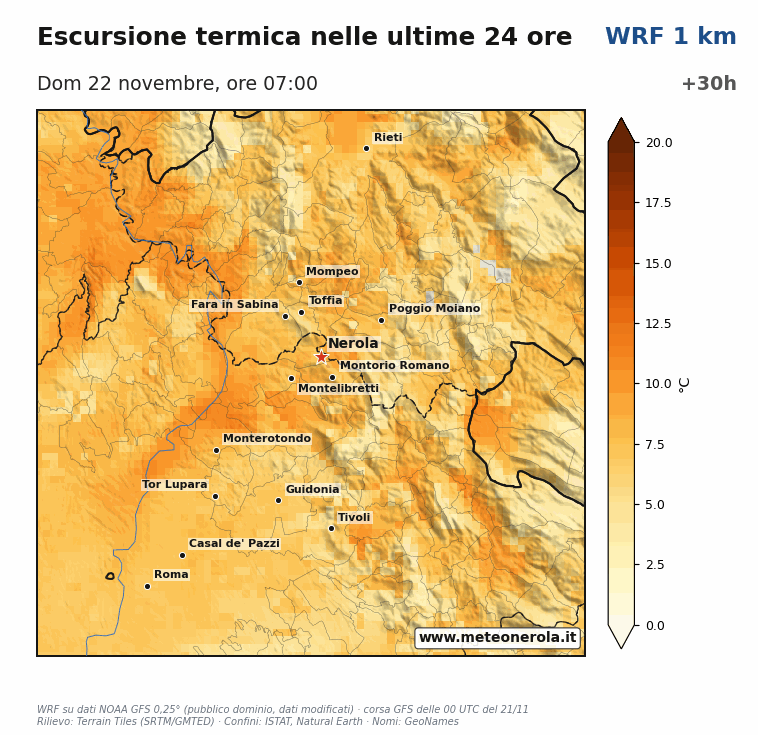 Escursione termica nelle ultime 24 ore
WRF 1 km
Dom 22 novembre, ore 07:00
+30h
Rieti
Mompeo
Fara in Sabina
Toffia
Poggio Moiano
Nerola
Montorio Romano
Montelibretti
Monterotondo
Tor Lupara
Guidonia
Tivoli
Casal de' Pazzi
Roma
www.meteonerola.it
20.0
17.5
15.0
12.5
10.0
7.5
5.0
2.5
0.0
°C
WRF su dati NOAA GFS 0,25° (pubblico dominio, dati modificati) · corsa GFS delle 00 UTC del 21/11
Rilievo: Terrain Tiles (SRTM/GMTED) · Confini: ISTAT, Natural Earth · Nomi: GeoNames